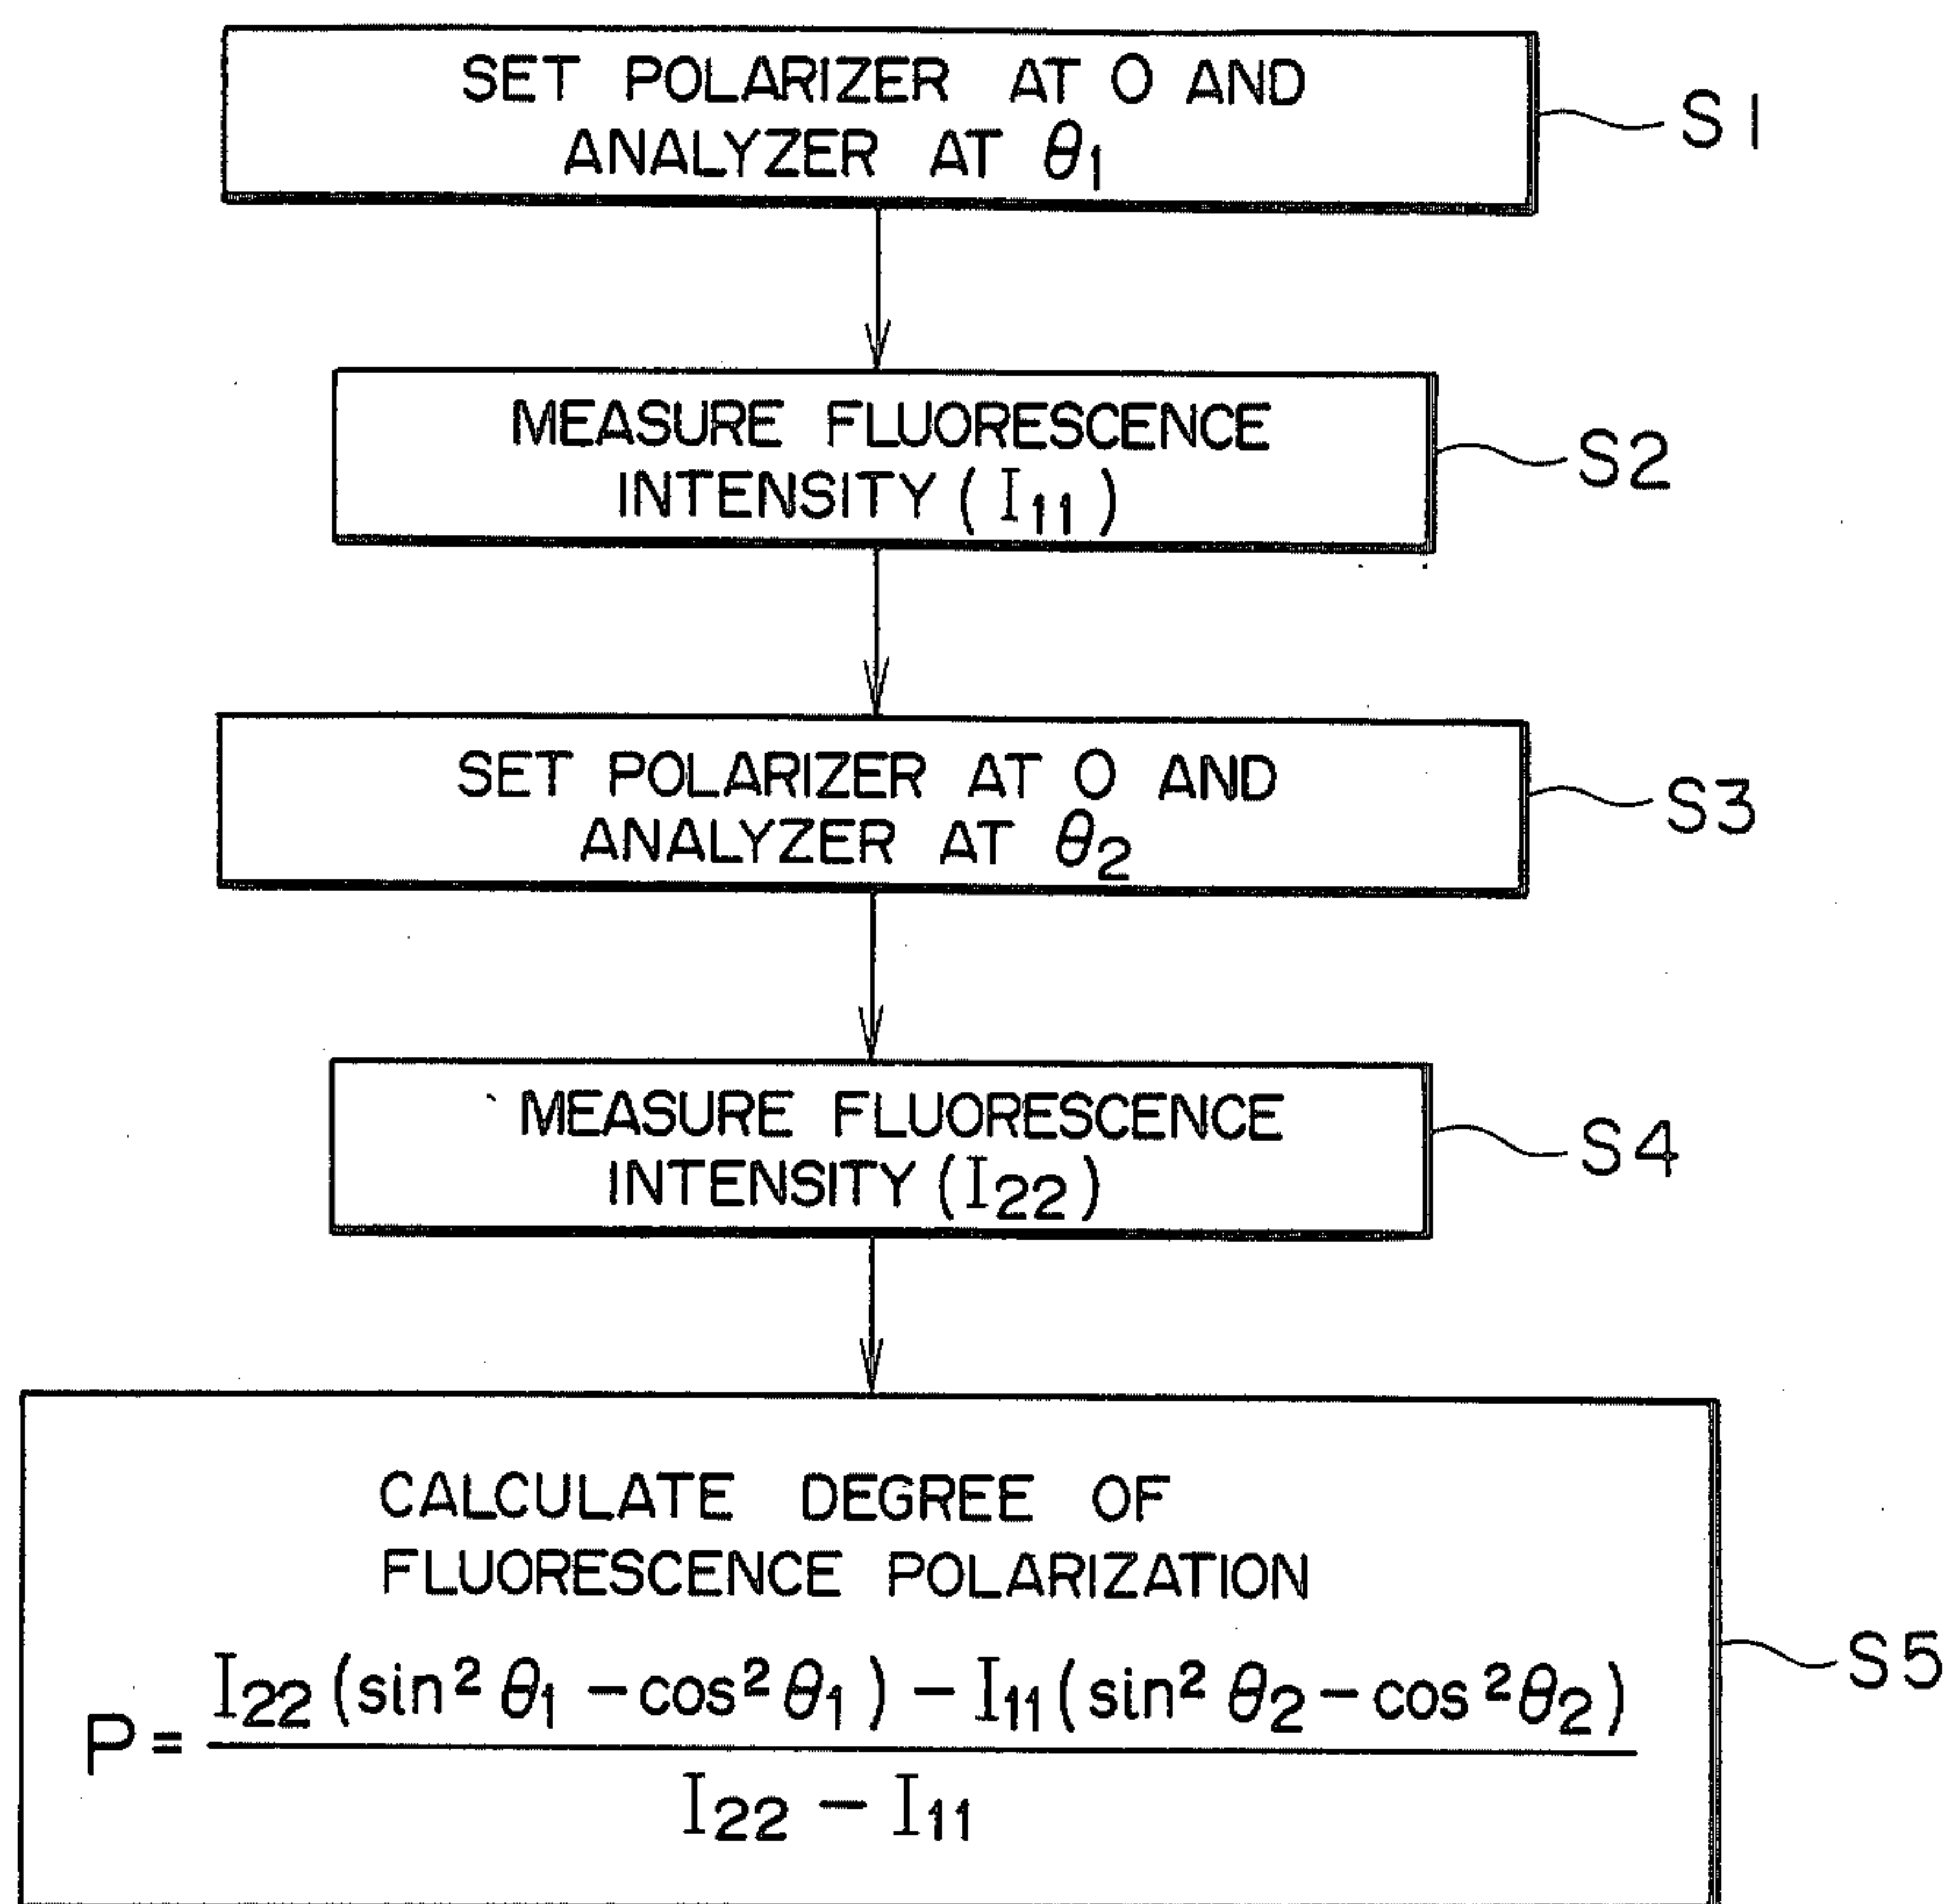 SET POLARIZER AT 0 AND
ANALYZER AT θ₁
S1
MEASURE FLUORESCENCE
INTENSITY (I₁₁)
S2
SET POLARIZER AT 0 AND
ANALYZER AT θ₂
S3
MEASURE FLUORESCENCE
INTENSITY (I₂₂)
S4
CALCULATE DEGREE OF
FLUORESCENCE POLARIZATION
P = I₂₂(sin² θ₁ – cos² θ₁) – I₁₁(sin² θ₂ – cos² θ₂)
I₂₂ – I₁₁
S5